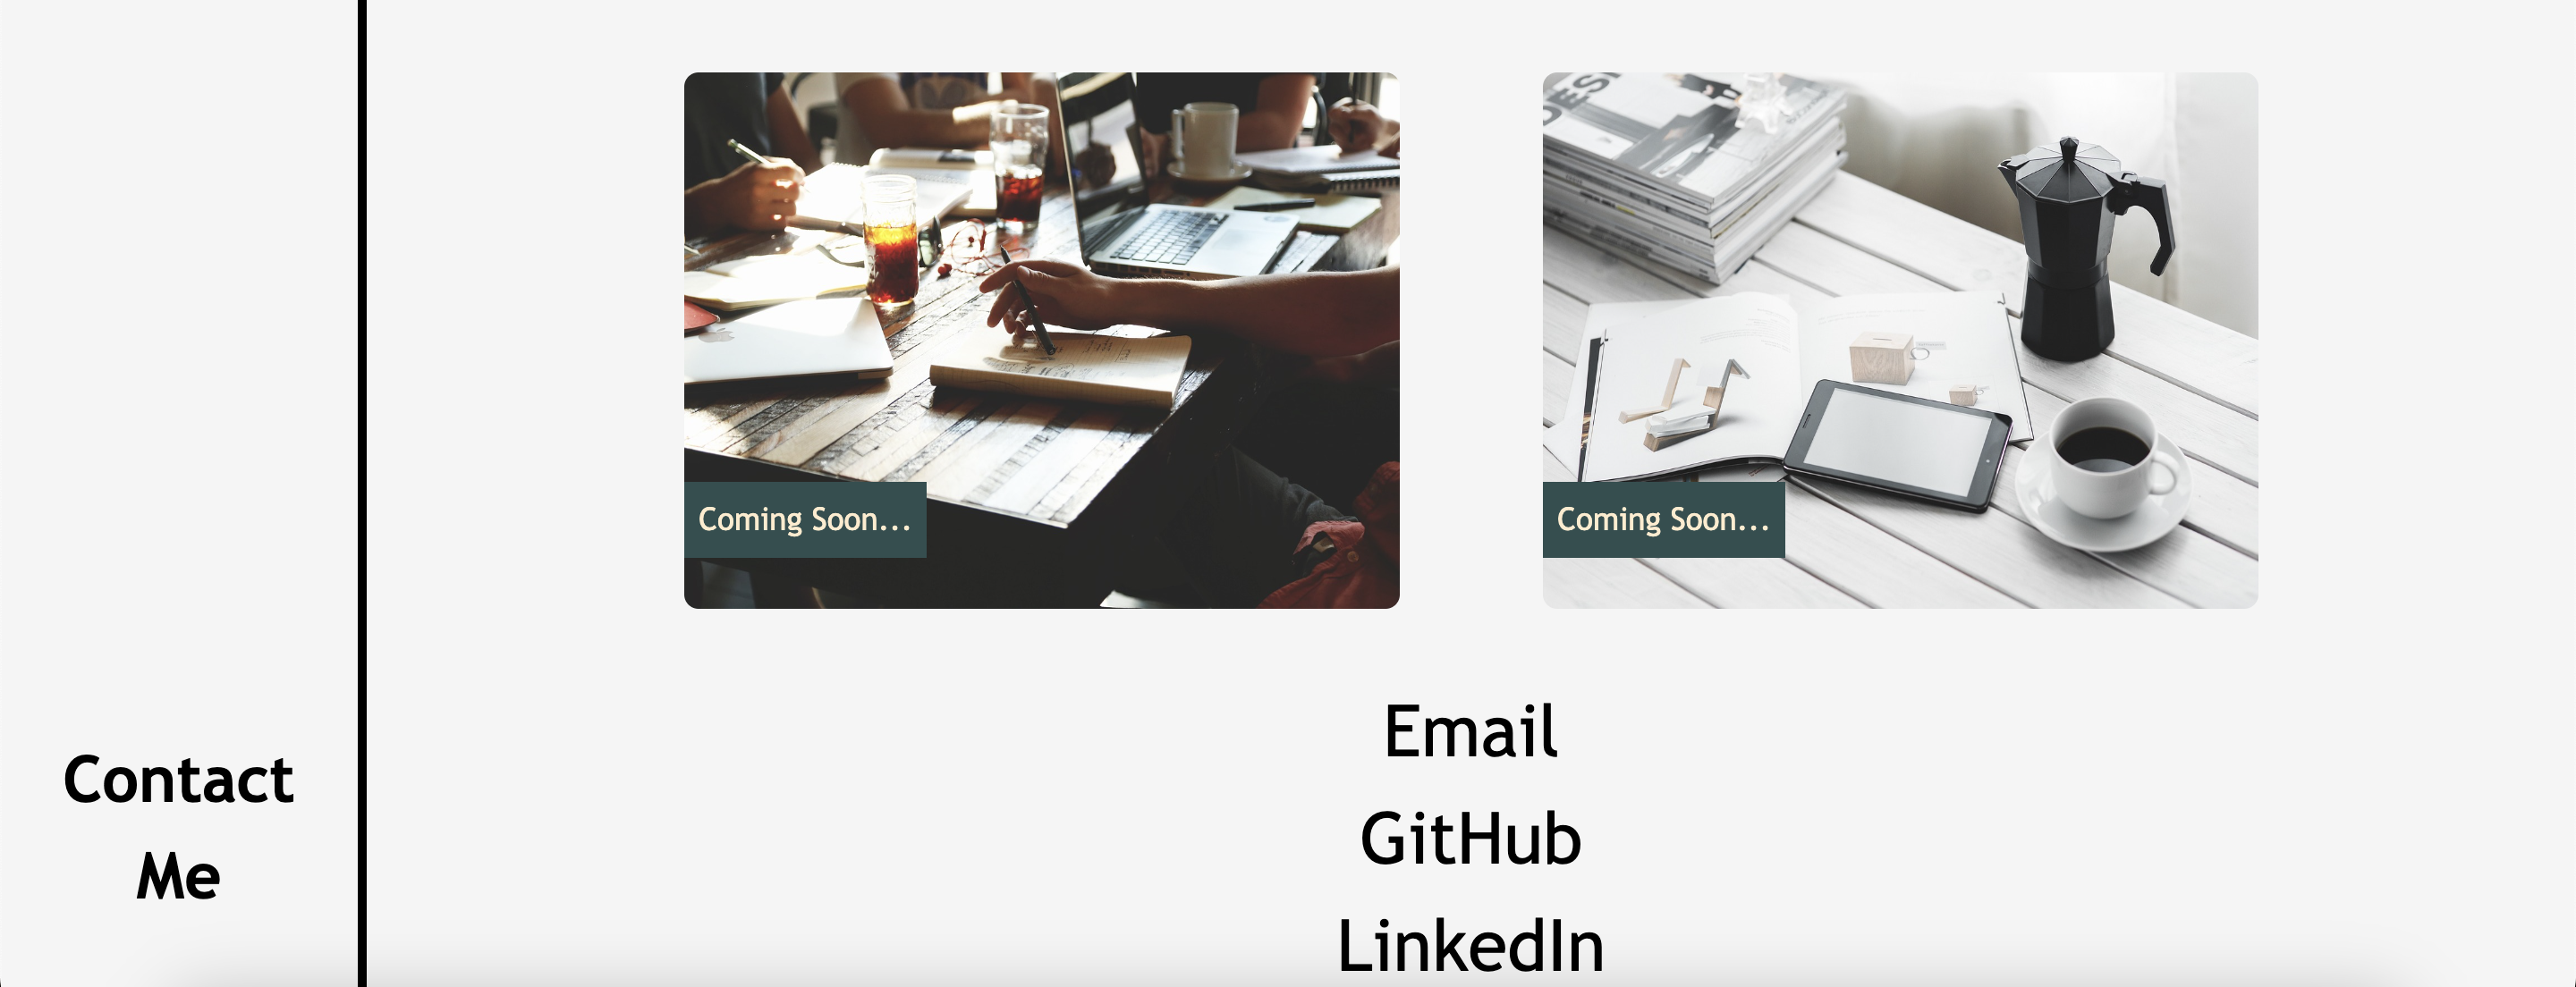 Coming Soon...
Coming Soon...
Contact
Me
Email
GitHub
LinkedIn